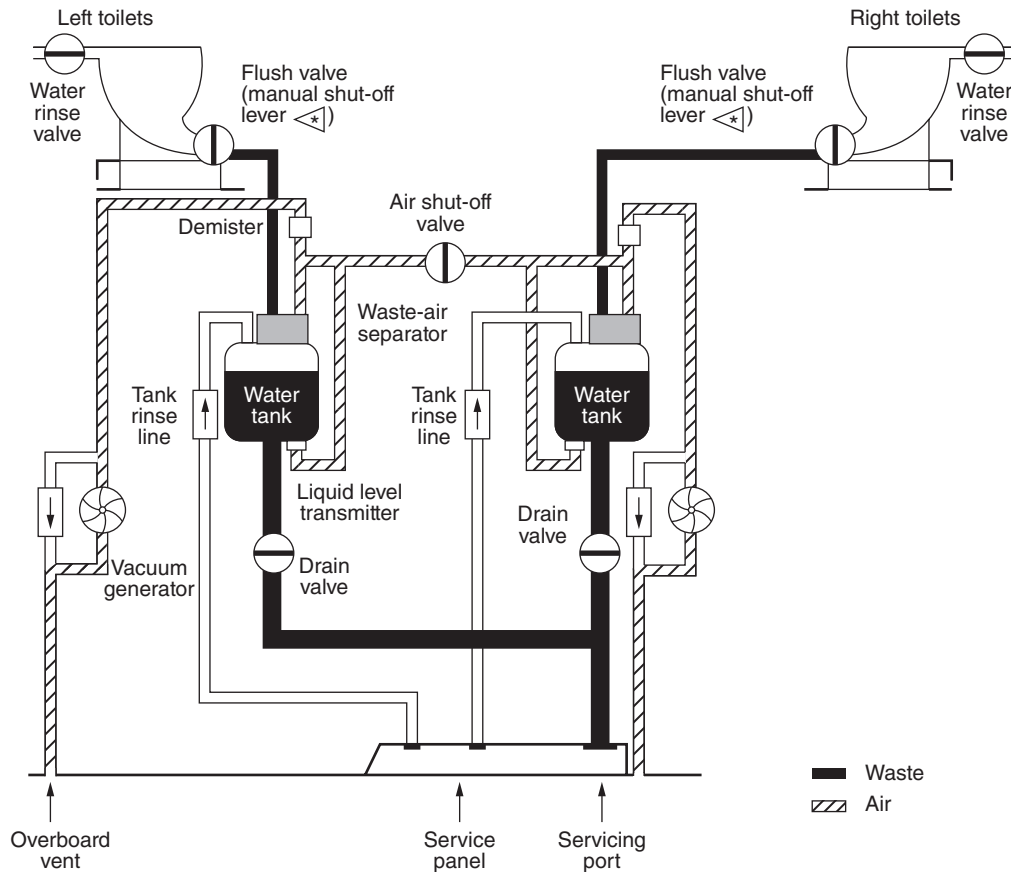 Left toilets
Right toilets
Water
rinse
valve
Flush valve
(manual shut-off
lever *)
Flush valve
(manual shut-off
lever *)
Water
rinse
valve
Demister
Air shut-off
valve
Waste-air
separator
Tank
rinse
line
Water
tank
Tank
rinse
line
Water
tank
Liquid level
transmitter
Drain
valve
Vacuum
generator
Drain
valve
Waste
Air
Overboard
vent
Service
panel
Servicing
port